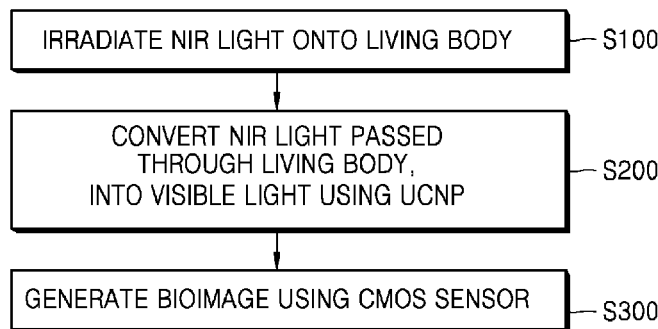 IRRADIATE NIR LIGHT ONTO LIVING BODY
S100
CONVERT NIR LIGHT PASSED
THROUGH LIVING BODY,
INTO VISIBLE LIGHT USING UCNP
S200
GENERATE BIOIMAGE USING CMOS SENSOR
S300